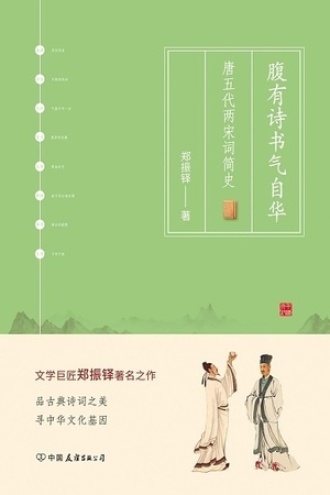 腹有诗书气自华
唐五代两宋词简史
郑振铎 著
文学巨匠郑振铎著名之作
品古典诗词之美
寻中华文化基因
中国友谊出版公司